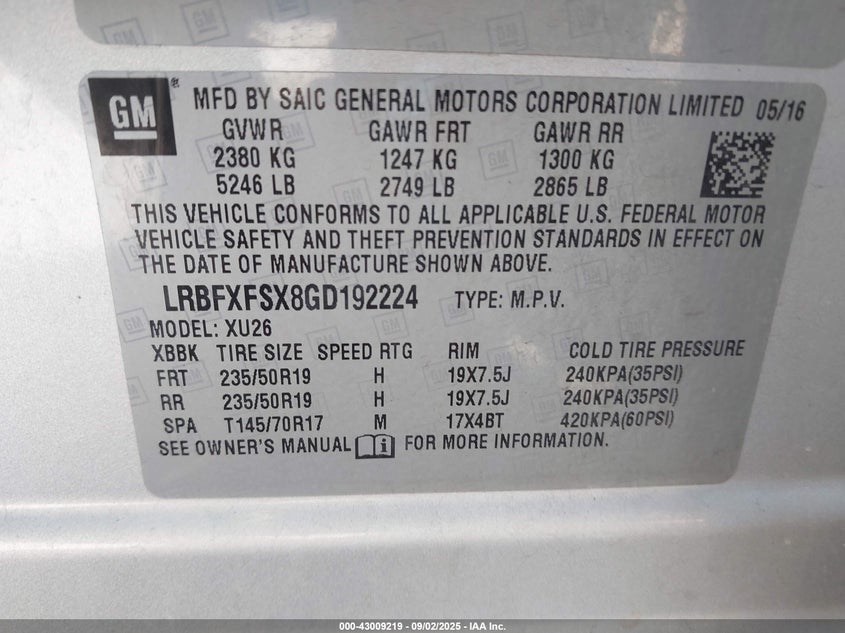 GM ® MFD BY SAIC GENERAL MOTORS CORPORATION LIMITED 05/16
GVWR GAWR FRT GAWR RR
2380 KG 1247 KG 1300 KG
5246 LB 2749 LB 2865 LB
THIS VEHICLE CONFORMS TO ALL APPLICABLE U.S. FEDERAL MOTOR
VEHICLE SAFETY AND THEFT PREVENTION STANDARDS IN EFFECT ON
THE DATE OF MANUFACTURE SHOWN ABOVE.
LRBFXFSX8GD192224 TYPE: M.P.V.
MODEL: XU26
XBBK TIRE SIZE SPEED RTG RIM COLD TIRE PRESSURE
FRT 235/50R19 H 19X7.5J 240KPA(35PSI)
RR 235/50R19 H 19X7.5J 240KPA(35PSI)
SPA T145/70R17 M 17X4BT 420KPA(60PSI)
SEE OWNER'S MANUAL i FOR MORE INFORMATION.
000-43009219 - 09/02/2025 - IAA Inc.